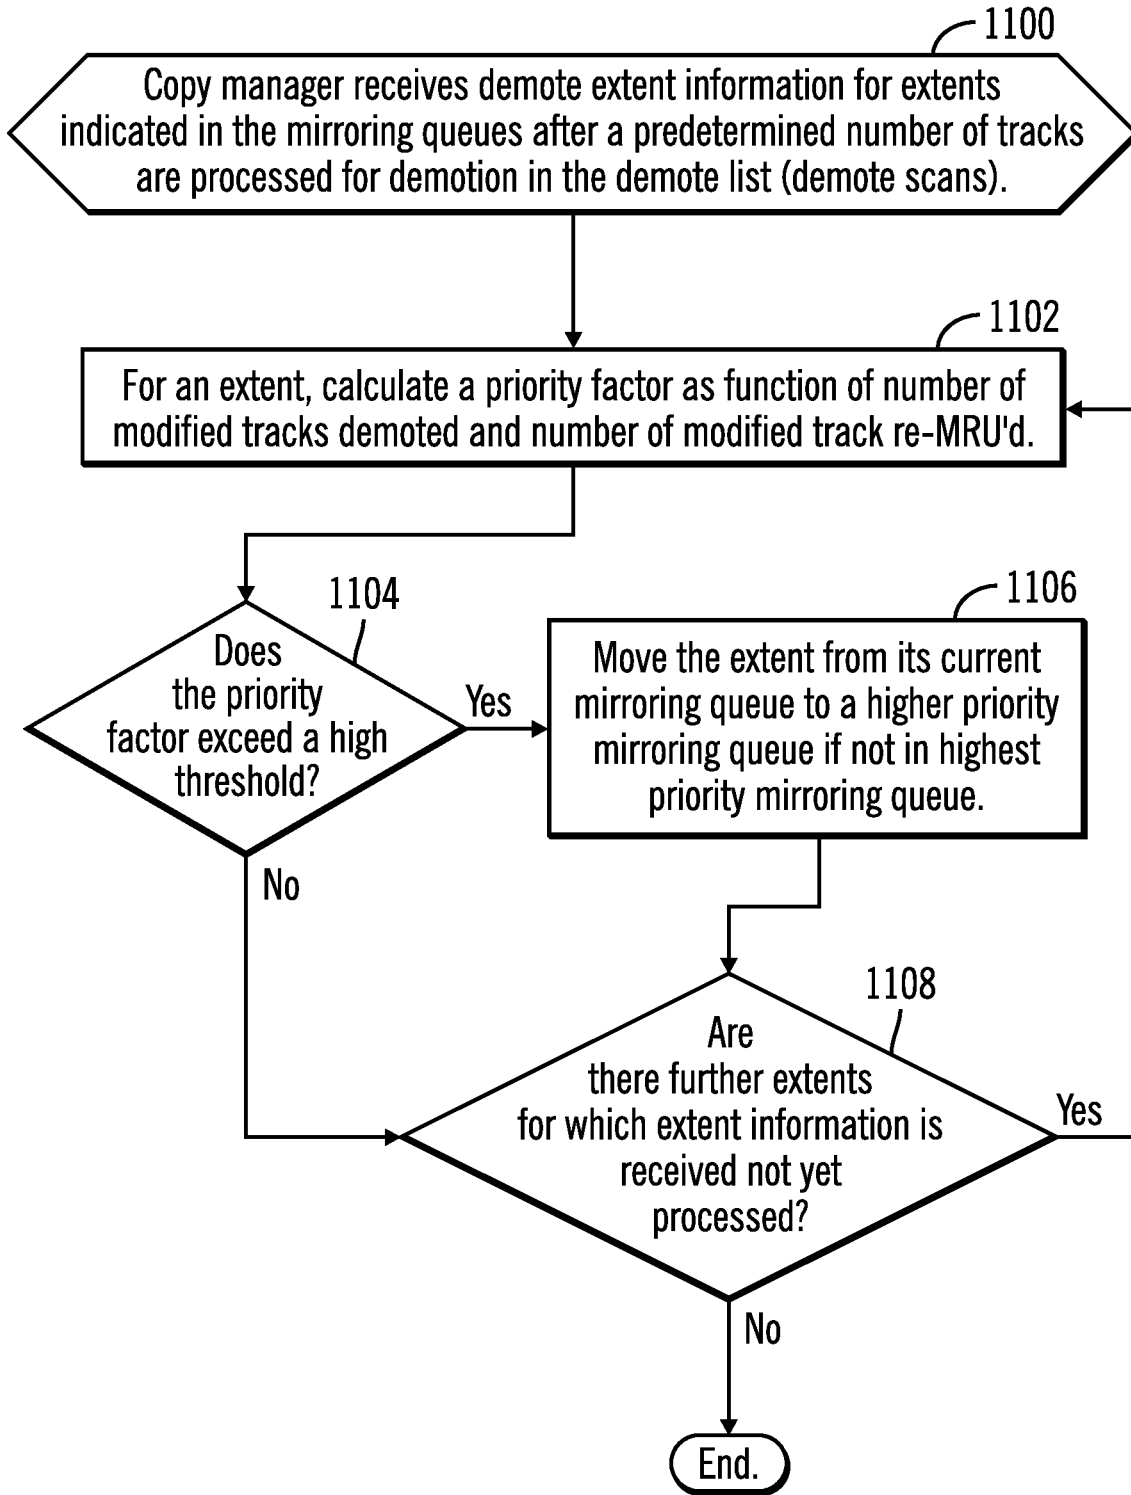 1100
Copy manager receives demote extent information for extents
indicated in the mirroring queues after a predetermined number of tracks
are processed for demotion in the demote list (demote scans).
1102
For an extent, calculate a priority factor as function of number of
modified tracks demoted and number of modified track re-MRU'd.
1104
Does
the priority
factor exceed a high
threshold?
Yes
No
1106
Move the extent from its current
mirroring queue to a higher priority
mirroring queue if not in highest
priority mirroring queue.
1108
Are
there further extents
for which extent information is
received not yet
processed?
Yes
No
End.